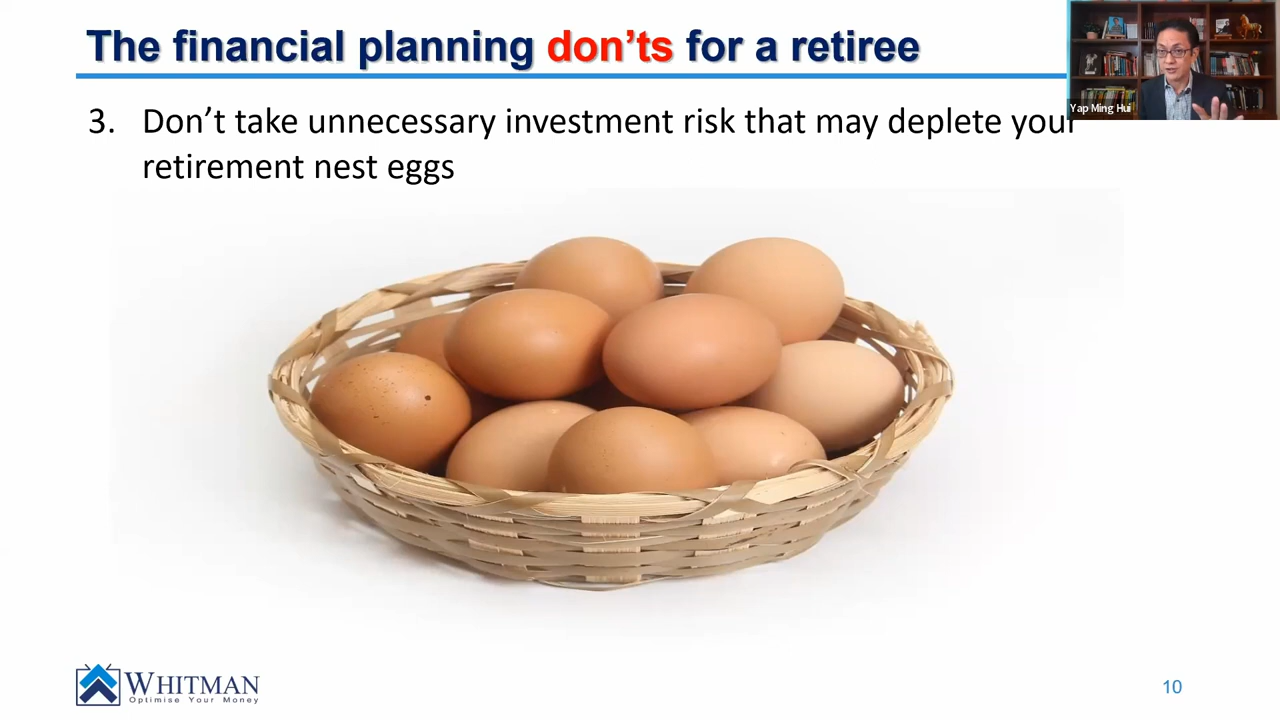 The financial planning don'ts for a retiree
Yap Ming Hui
3. Don't take unnecessary investment risk that may deplete your
retirement nest eggs
WHITMAN
Optimise Your Money
10